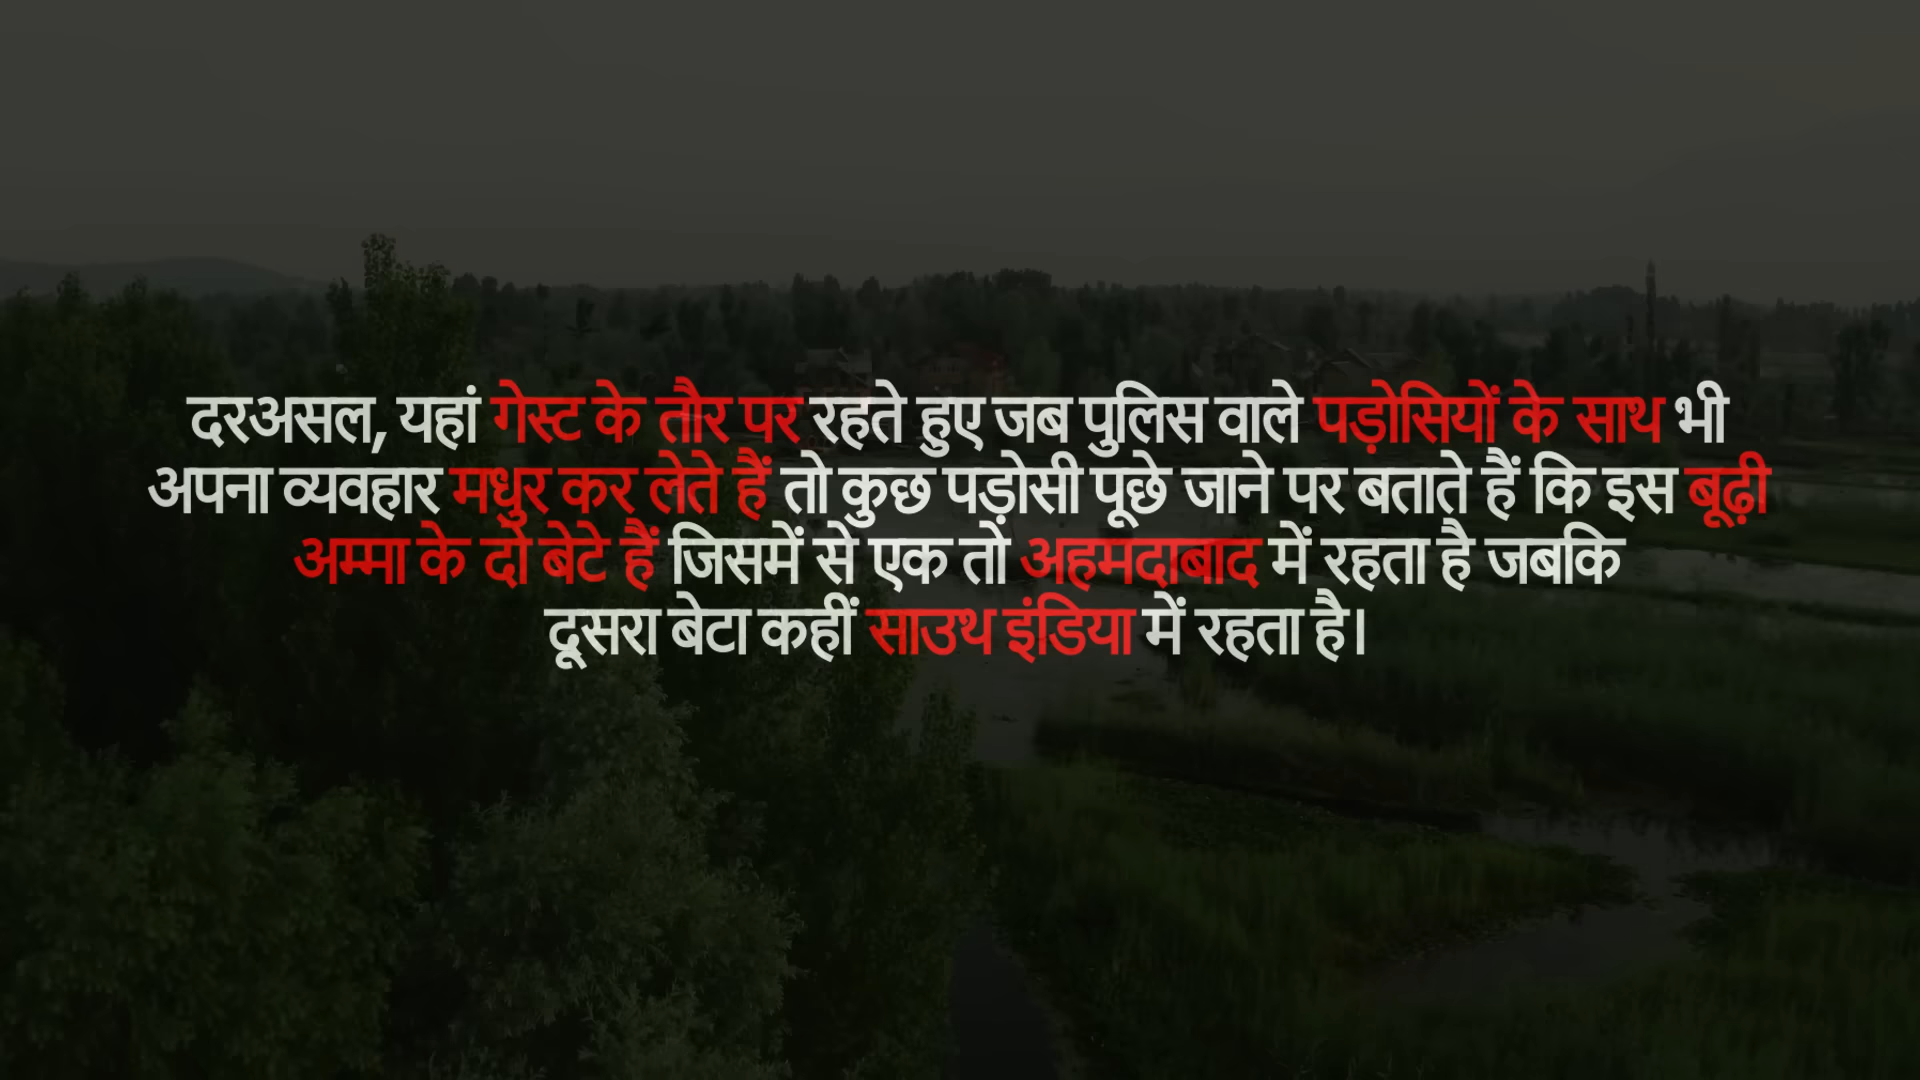 दरअसल, यहां गेस्ट के तौर पर रहते हुए जब पुलिस वाले पड़ोसियों के साथ भी
अपना व्यवहार मधुर कर लेते हैं तो कुछ पड़ोसी पूछे जाने पर बताते हैं कि इस बूढ़ी
अम्मा के दो बेटे हैं जिसमें से एक तो अहमदाबाद में रहता है जबकि
दूसरा बेटा कहीं साउथ इंडिया में रहता है।